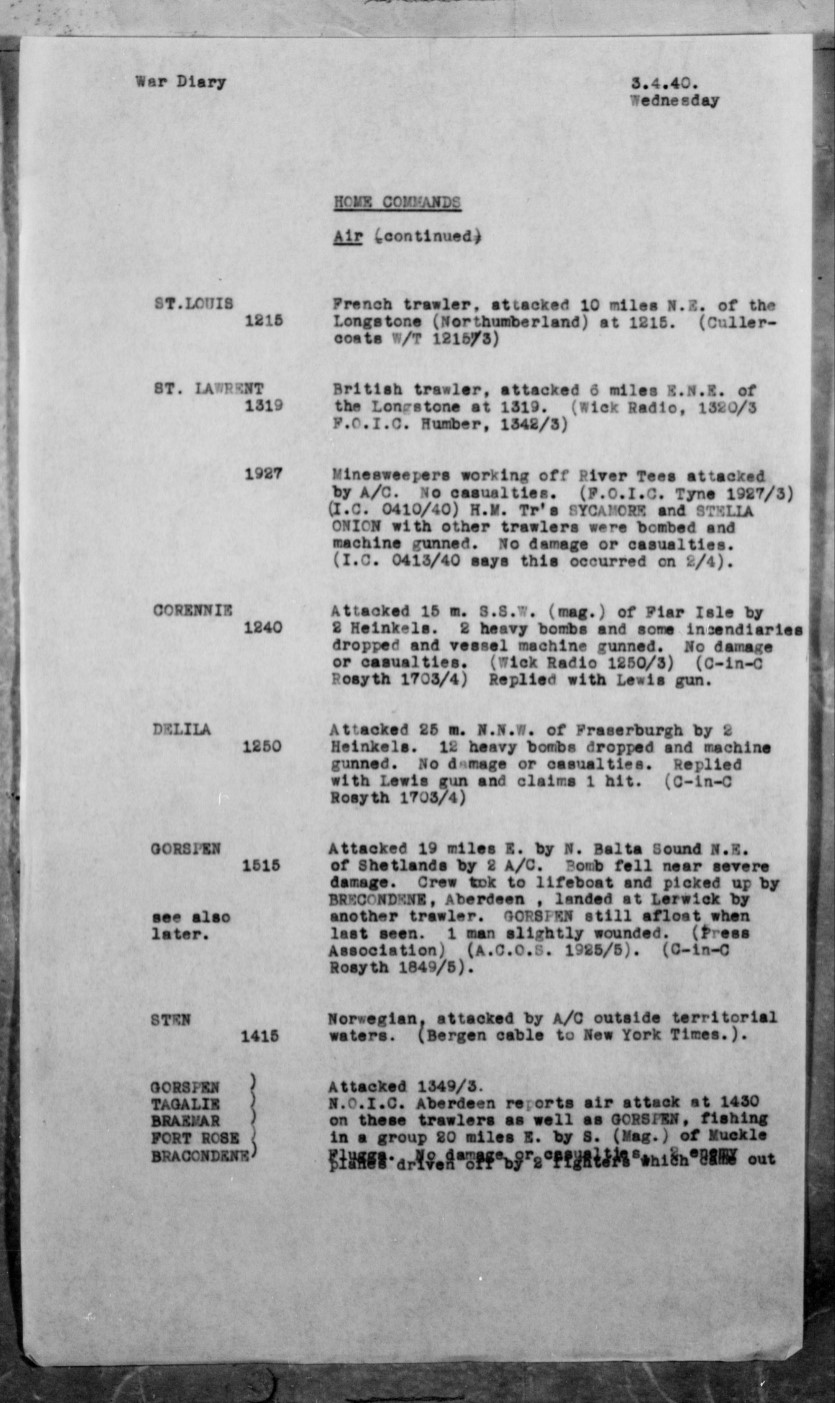 War Diary
3.4.40.
Wednesday
HOME COMMANDS
Air (continued)
ST.LOUIS
1215
French trawler, attacked 10 miles N.E. of the
Longstone (Northumberland) at 1215. (Culler-
coats W/T 1215/3)
ST. LAWRENT
1319
British trawler, attacked 6 miles E.N.E. of
the Longstone at 1319. (Wick Radio, 1320/3
F.O.I.C. Humber, 1342/3)
1927
Minesweepers working off River Tees attacked
by A/C. No casualties. (F.O.I.C. Tyne 1927/3)
(I.C. 0410/40) H.M. Tr's SYCAMORE and STELLA
ONION with other trawlers were bombed and
machine gunned. No damage or casualties.
(I.C. 0413/40 says this occurred on 2/4).
CORENNIE
1240
Attacked 15 m. S.S.W. (mag.) of Fiar Isle by
2 Heinkels. 2 heavy bombs and some incendiaries
dropped and vessel machine gunned. No damage
or casualties. (Wick Radio 1250/3) (C-in-C
Rosyth 1703/4) Replied with Lewis gun.
DELILA
1250
Attacked 25 m. N.N.W. of Fraserburgh by 2
Heinkels. 12 heavy bombs dropped and machine
gunned. No damage or casualties. Replied
with Lewis gun and claims 1 hit. (C-in-C
Rosyth 1703/4)
GORSPEN
1515
see also
later.
Attacked 19 miles E. by N. Balta Sound N.E.
of Shetlands by 2 A/C. Bomb fell near severe
damage. Crew tok to lifeboat and picked up by
BRECONDENE, Aberdeen , landed at Lerwick by
another trawler. GORSPEN still afloat when
last seen. 1 man slightly wounded. (Press
Association) (A.C.O.S. 1925/5). (C-in-C
Rosyth 1849/5).
STEN
1415
Norwegian, attacked by A/C outside territorial
waters. (Bergen cable to New York Times.).
GORSPEN )
TAGALIE )
BRAEMAR )
FORT ROSE (
BRACONDENE)
Attacked 1349/3.
N.O.I.C. Aberdeen reports air attack at 1430
on these trawlers as well as GORSPEN, fishing
in a group 20 miles E. by S. (Mag.) of Muckle
Flugga. No damage or casualties. 2 enemy
planes driven off by 2 fighters which came out